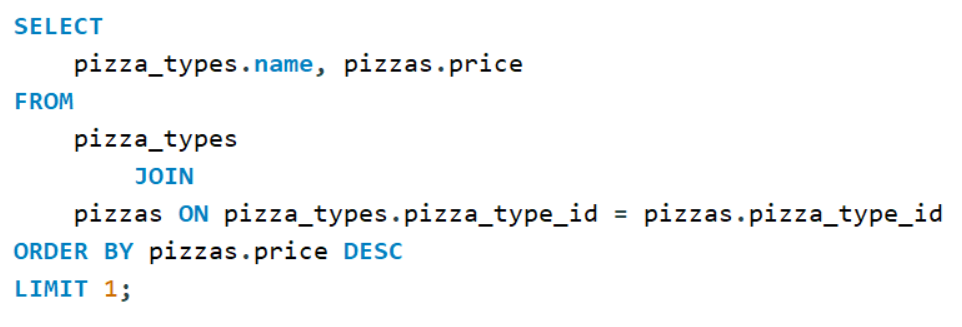 SELECT
    pizza_types.name, pizzas.price
FROM
    pizza_types
        JOIN
    pizzas ON pizza_types.pizza_type_id = pizzas.pizza_type_id
ORDER BY pizzas.price DESC
LIMIT 1;